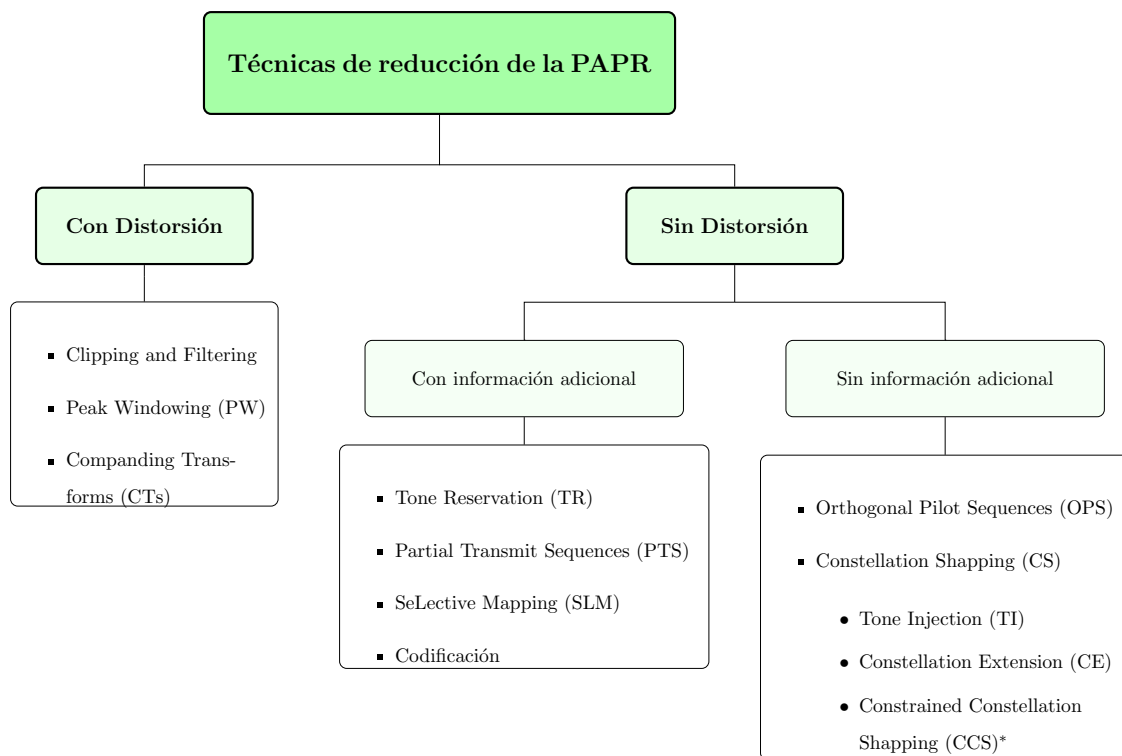 Técnicas de reducción de la PAPR
Con Distorsión
Sin Distorsión
▪ Clipping and Filtering
▪ Peak Windowing (PW)
▪ Companding Trans-
forms (CTs)
Con información adicional
Sin información adicional
▪ Tone Reservation (TR)
▪ Partial Transmit Sequences (PTS)
▪ SeLective Mapping (SLM)
▪ Codificación
▪ Orthogonal Pilot Sequences (OPS)
▪ Constellation Shapping (CS)
• Tone Injection (TI)
• Constellation Extension (CE)
• Constrained Constellation
Shapping (CCS)*